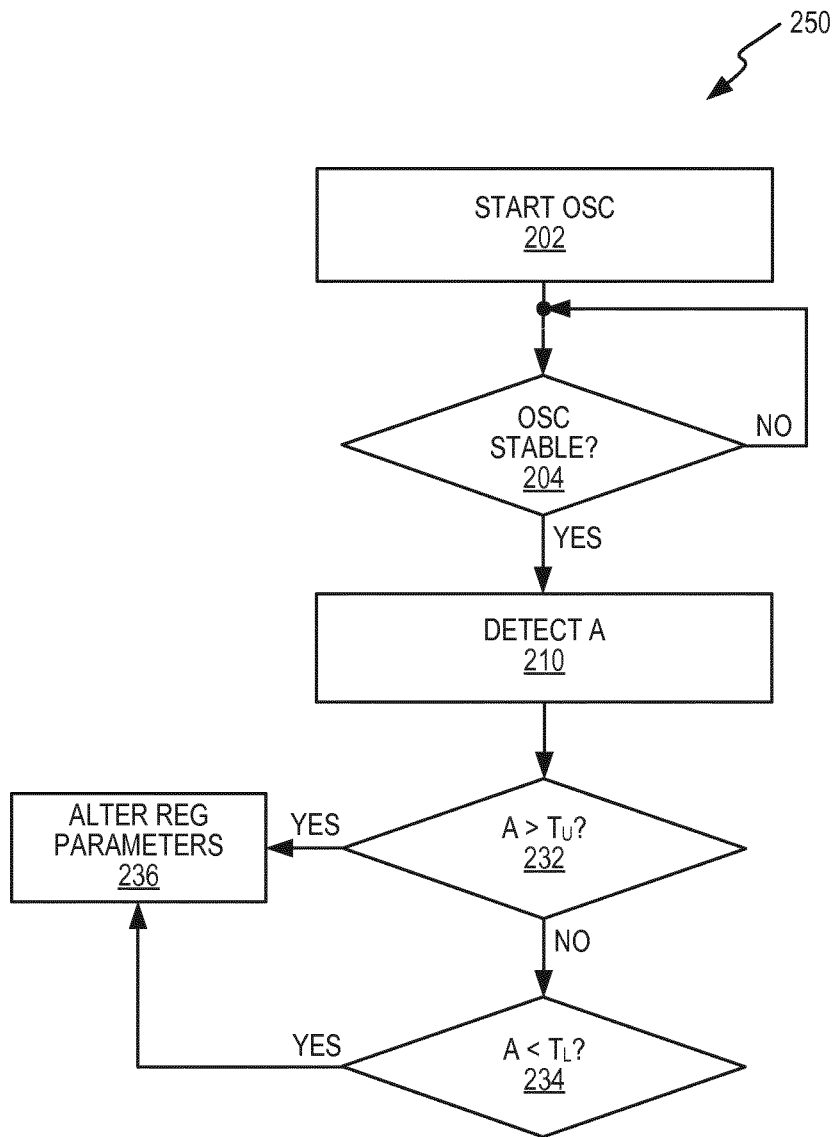 250
START OSC
202
OSC
STABLE?
204
NO
YES
DETECT A
210
ALTER REG
PARAMETERS
236
YES
A > TU?
232
NO
YES
A < TL?
234